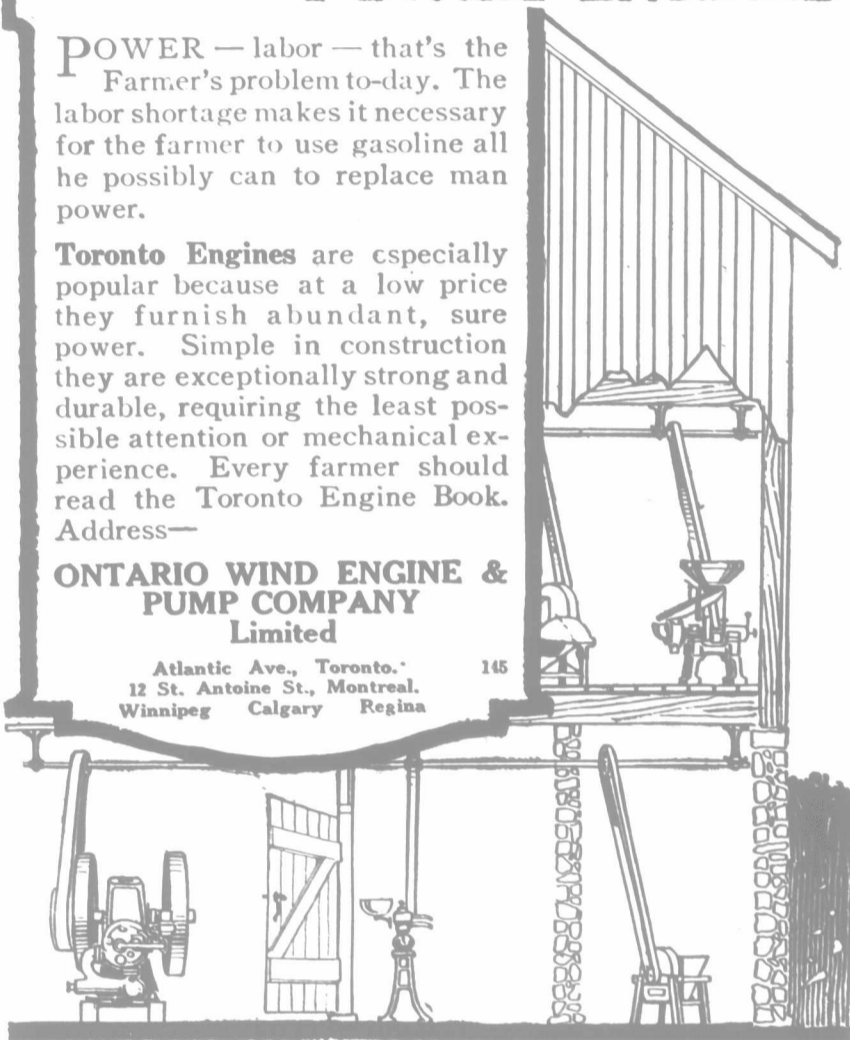 POWER — labor — that's the
Farmer's problem to-day. The
labor shortage makes it necessary
for the farmer to use gasoline all
he possibly can to replace man
power.
Toronto Engines are especially
popular because at a low price
they furnish abundant, sure
power. Simple in construction
they are exceptionally strong and
durable, requiring the least pos-
sible attention or mechanical ex-
perience. Every farmer should
read the Toronto Engine Book.
Address—
ONTARIO WIND ENGINE &
PUMP COMPANY
Limited
Atlantic Ave., Toronto. 145
12 St. Antoine St., Montreal.
Winnipeg Calgary Regina